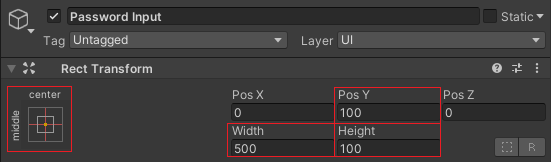 Password Input
Static
Tag Untagged Layer UI
Rect Transform
center
middle
Pos X Pos Y Pos Z
0 100 0
Width Height
500 100
R